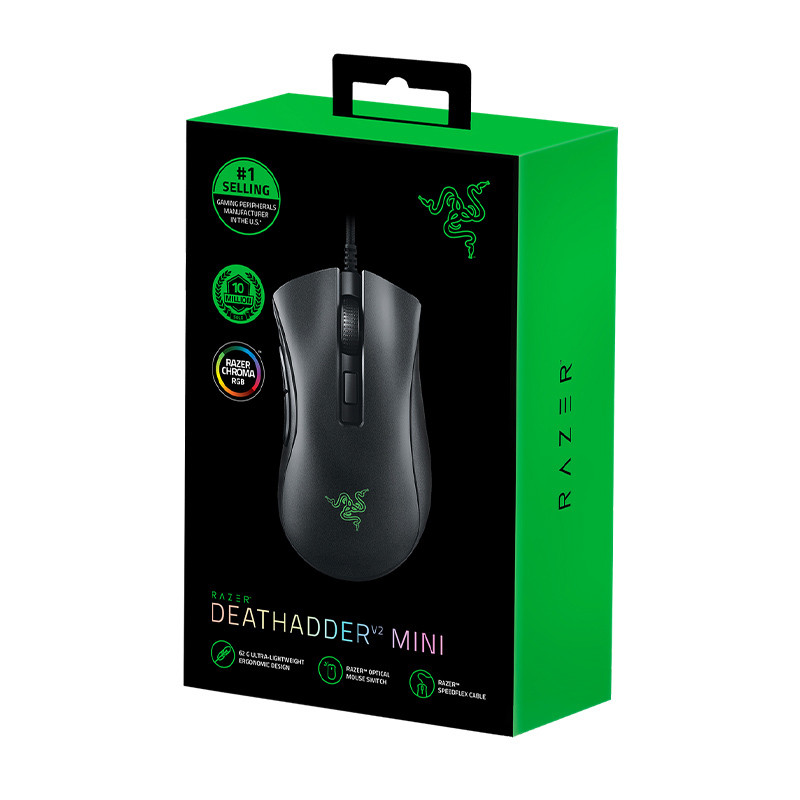 #1
SELLING
GAMING PERIPHERALS
MANUFACTURER
IN THE U.S.*
10
MILLION
RAZER
CHROMA
RGB
RAZER
RAZER
DEATHADDER V2 MINI
62 G ULTRA-LIGHTWEIGHT
ERGONOMIC DESIGN
RAZER™ OPTICAL
MOUSE SWITCH
RAZER™
SPEEDFLEX CABLE